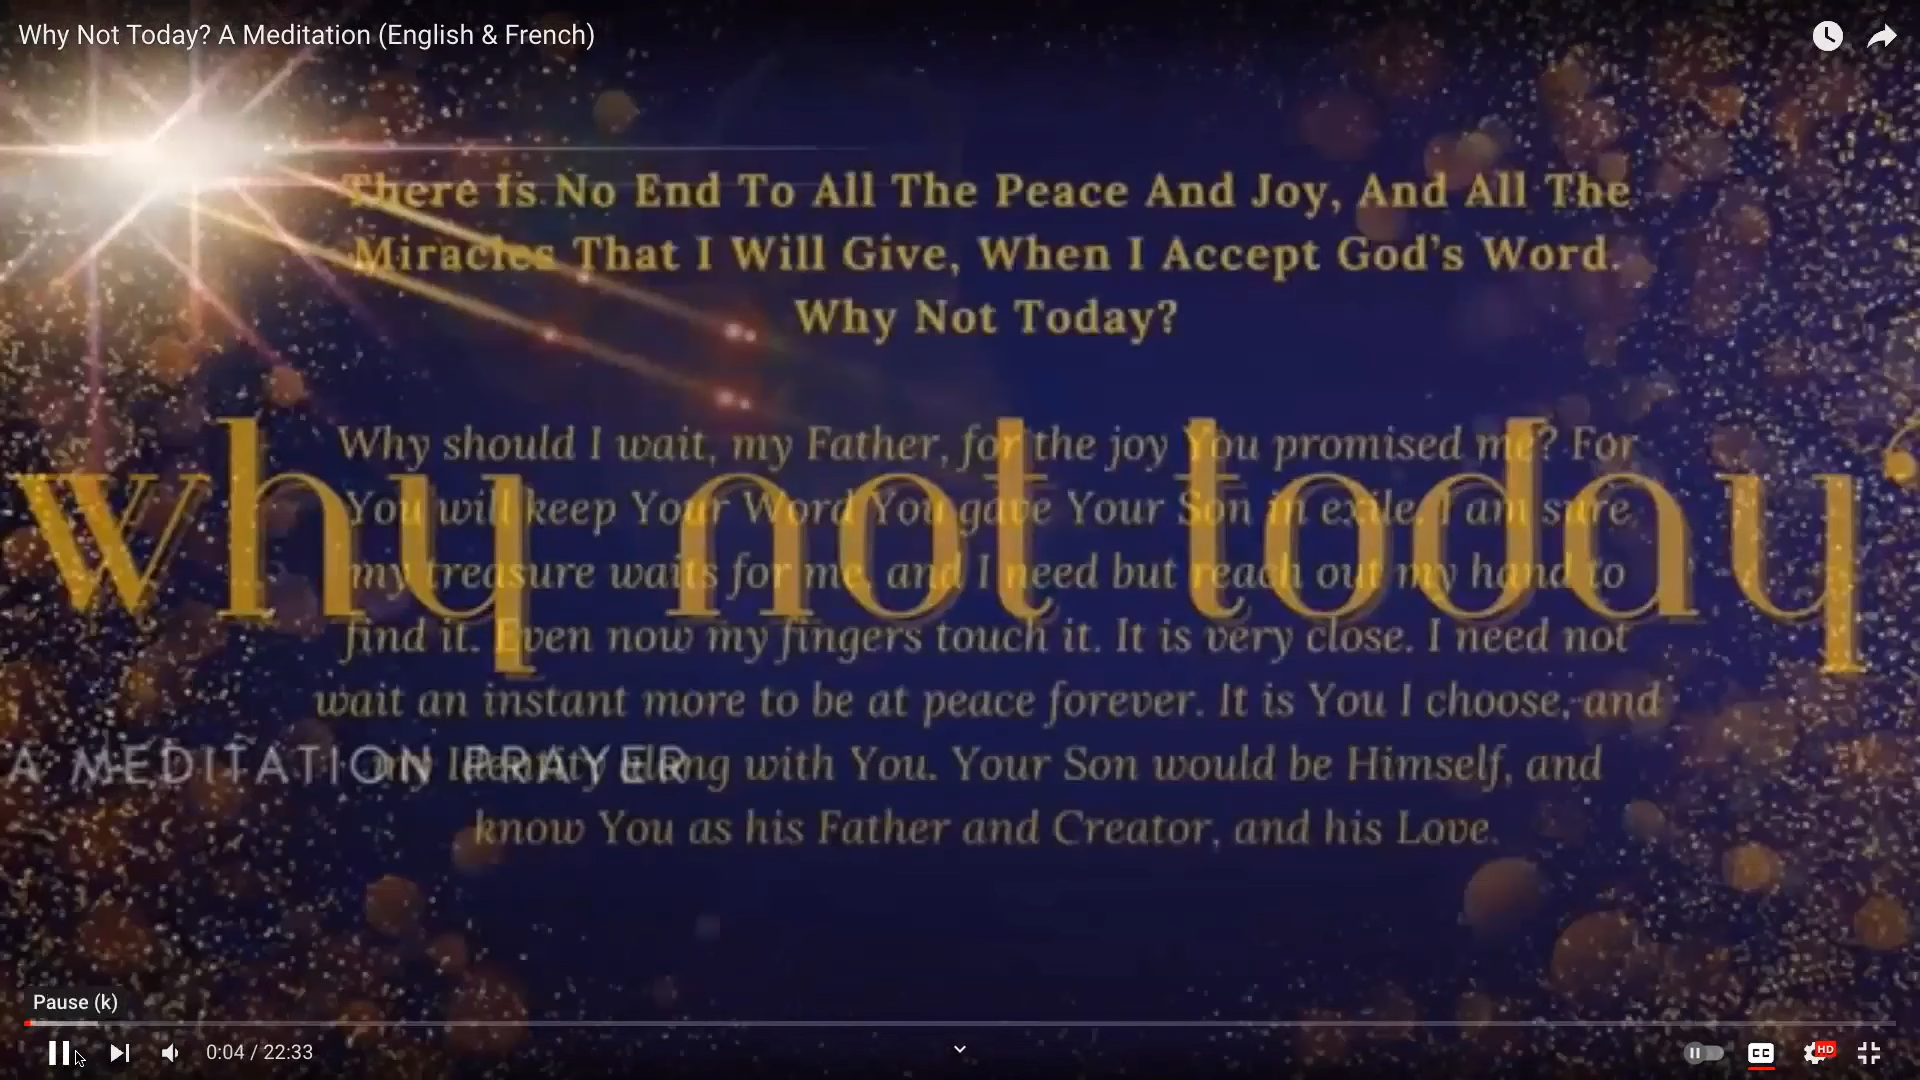 Why Not Today? A Meditation (English & French)
There Is No End To All The Peace And Joy, And All The
Miracles That I Will Give, When I Accept God's Word.
Why Not Today?
Why should I wait, my Father, for the joy You promised me? For
You will keep Your Word You gave Your Son in exile. I am sure
my treasure waits for me, and I need but reach out my hand to
find it. Even now my fingers touch it. It is very close. I need not
wait an instant more to be at peace forever. It is You I choose, and
my Identity along with You. Your Son would be Himself, and
know You as his Father and Creator, and his Love.
why not today?
A MEDITATION PRAYER
Pause (k)
0:04 / 22:33
CC
HD